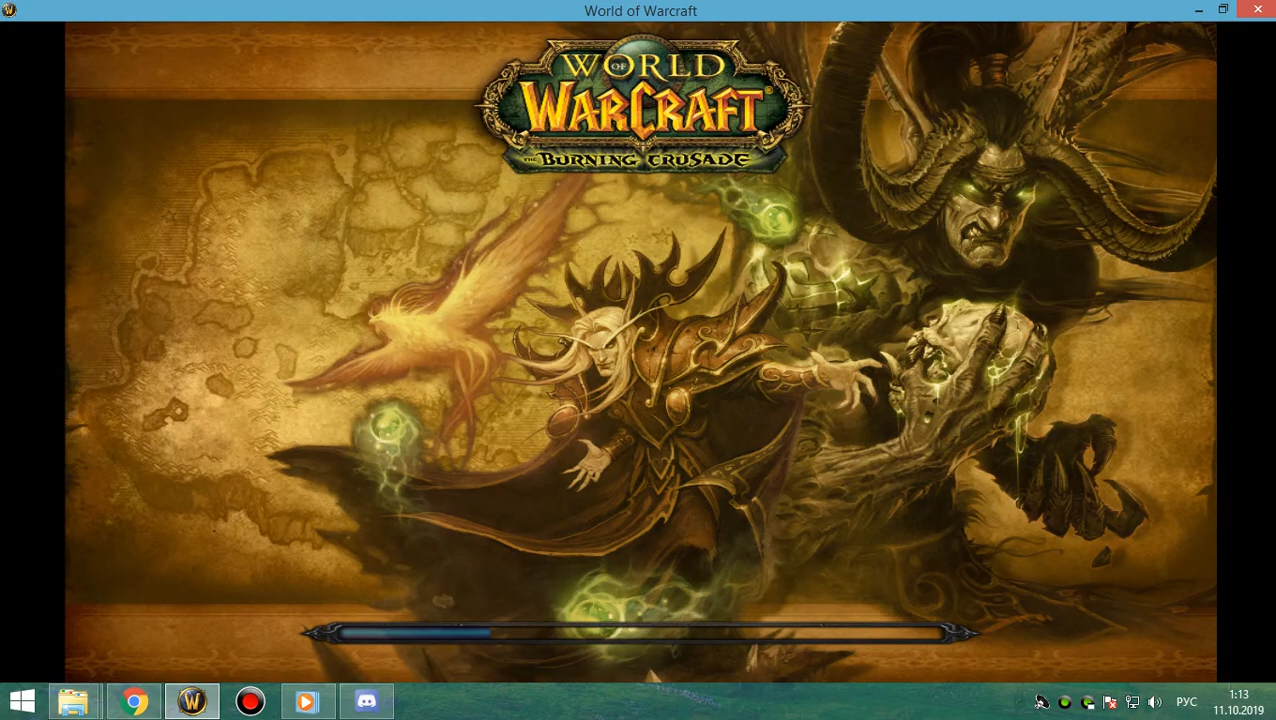 World of Warcraft
WORLD
OF
WARCRAFT®
THE BURNING CRUSADE
W
РУС
1:13
11.10.2019